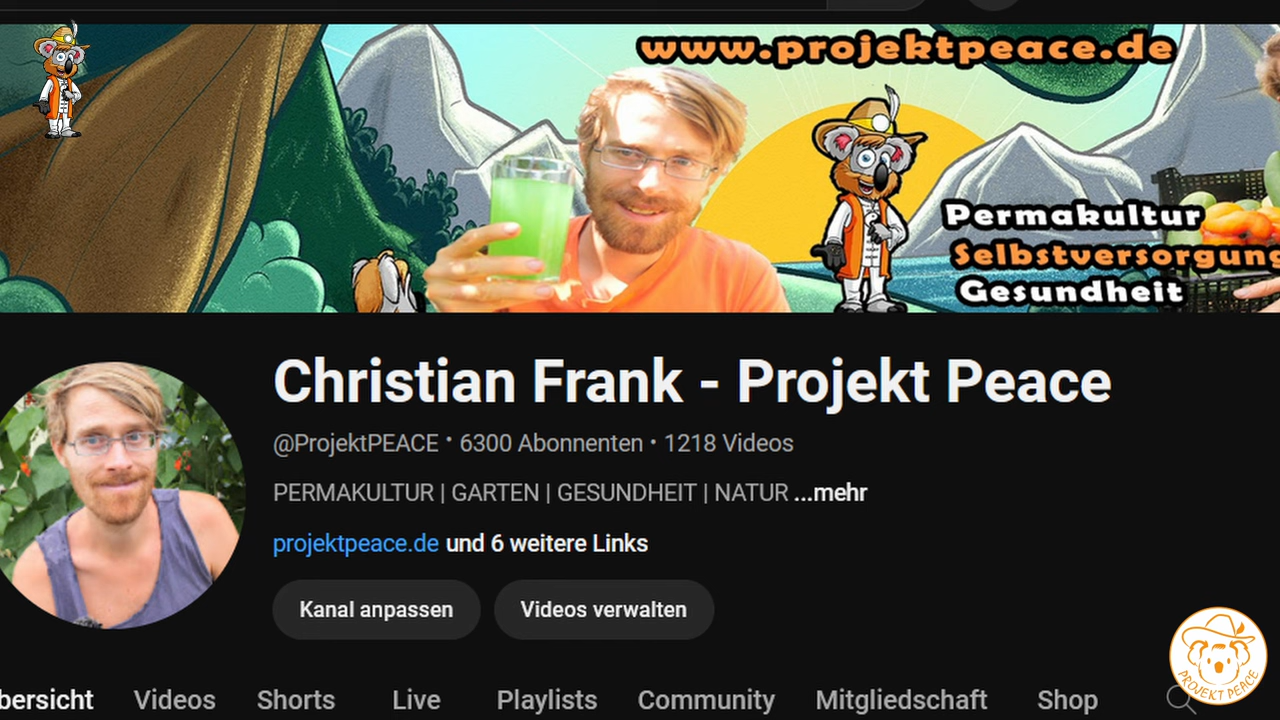 www.projektpeace.de
Permakultur
Selbstversorgung
Gesundheit
Christian Frank - Projekt Peace
@ProjektPEACE • 6300 Abonnenten • 1218 Videos
PERMAKULTUR | GARTEN | GESUNDHEIT | NATUR ...mehr
projektpeace.de und 6 weitere Links
Kanal anpassen Videos verwalten
PROJEKT PEACE
bersicht Videos Shorts Live Playlists Community Mitgliedschaft Shop